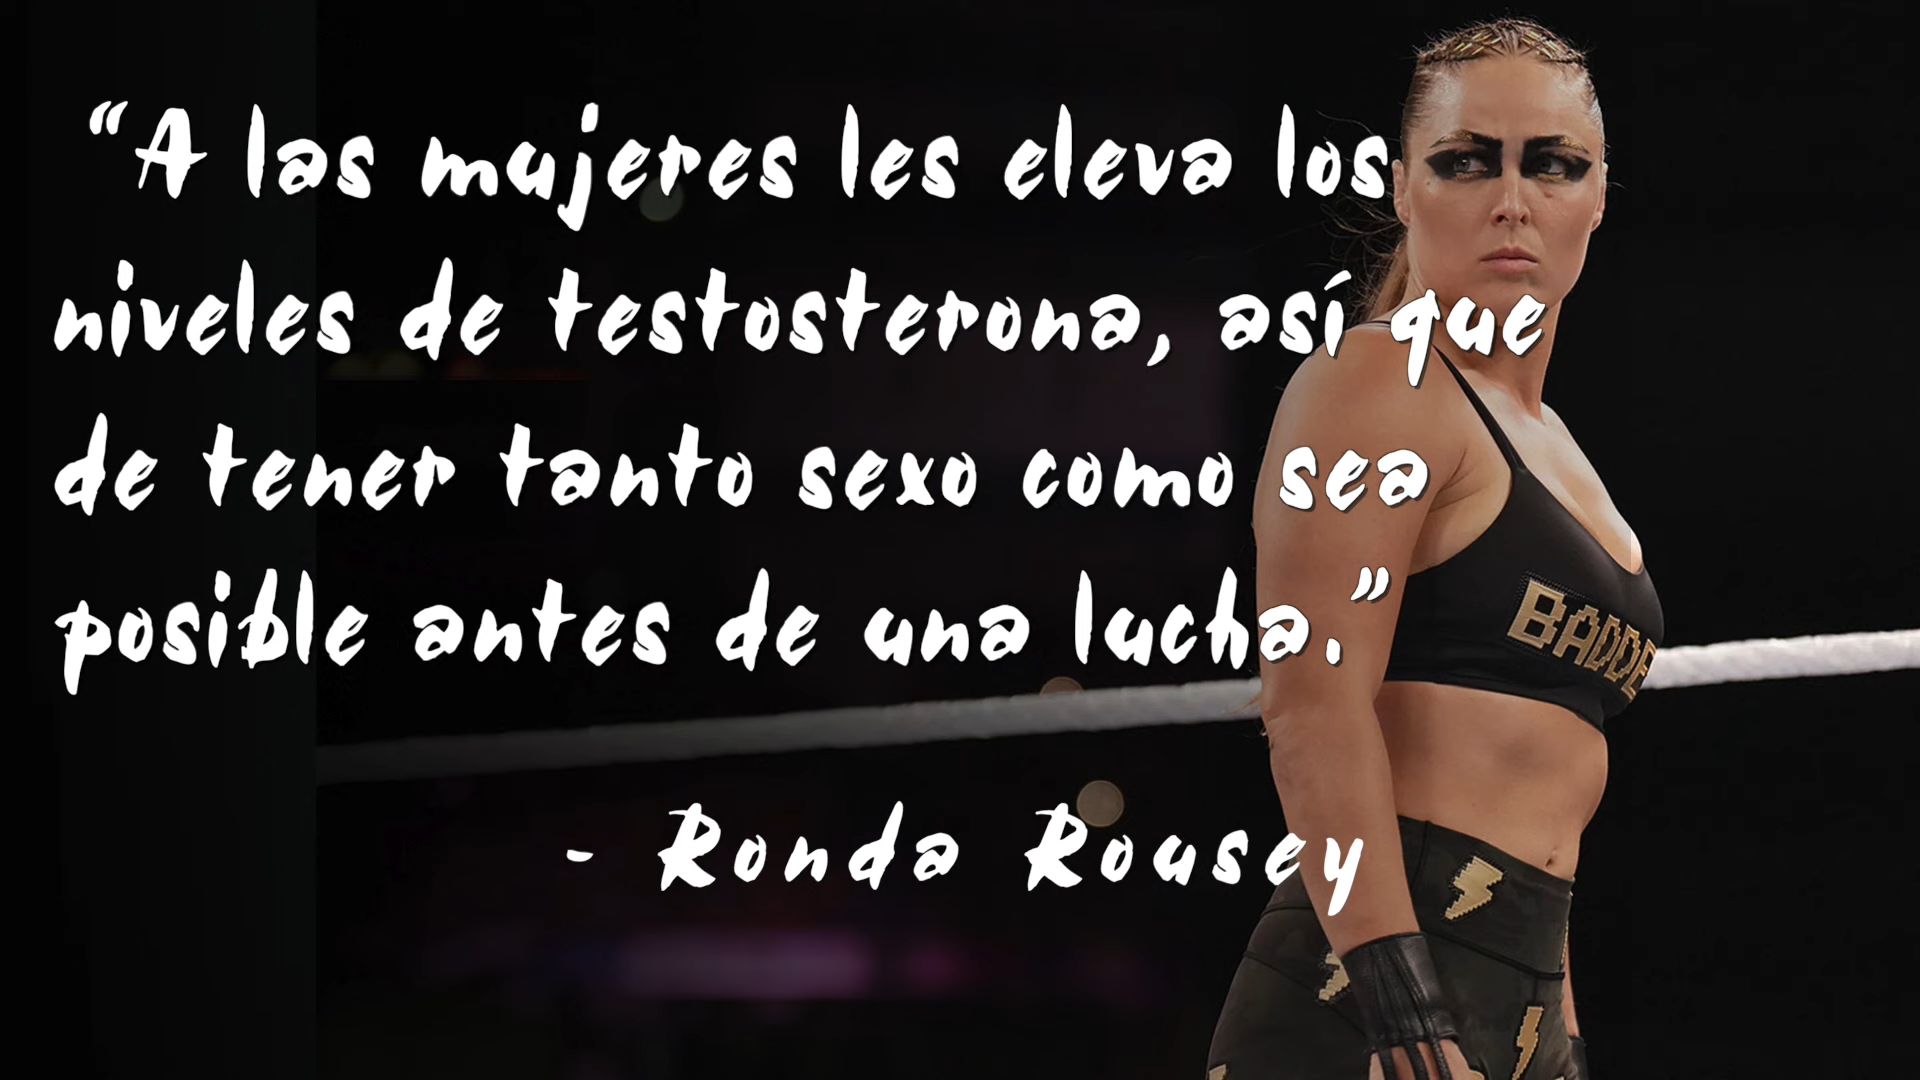 “A las mujeres les eleva los
niveles de testosterona, así que
de tener tanto sexo como sea
posible antes de una lucha.”
- Ronda Rousey
BADDE